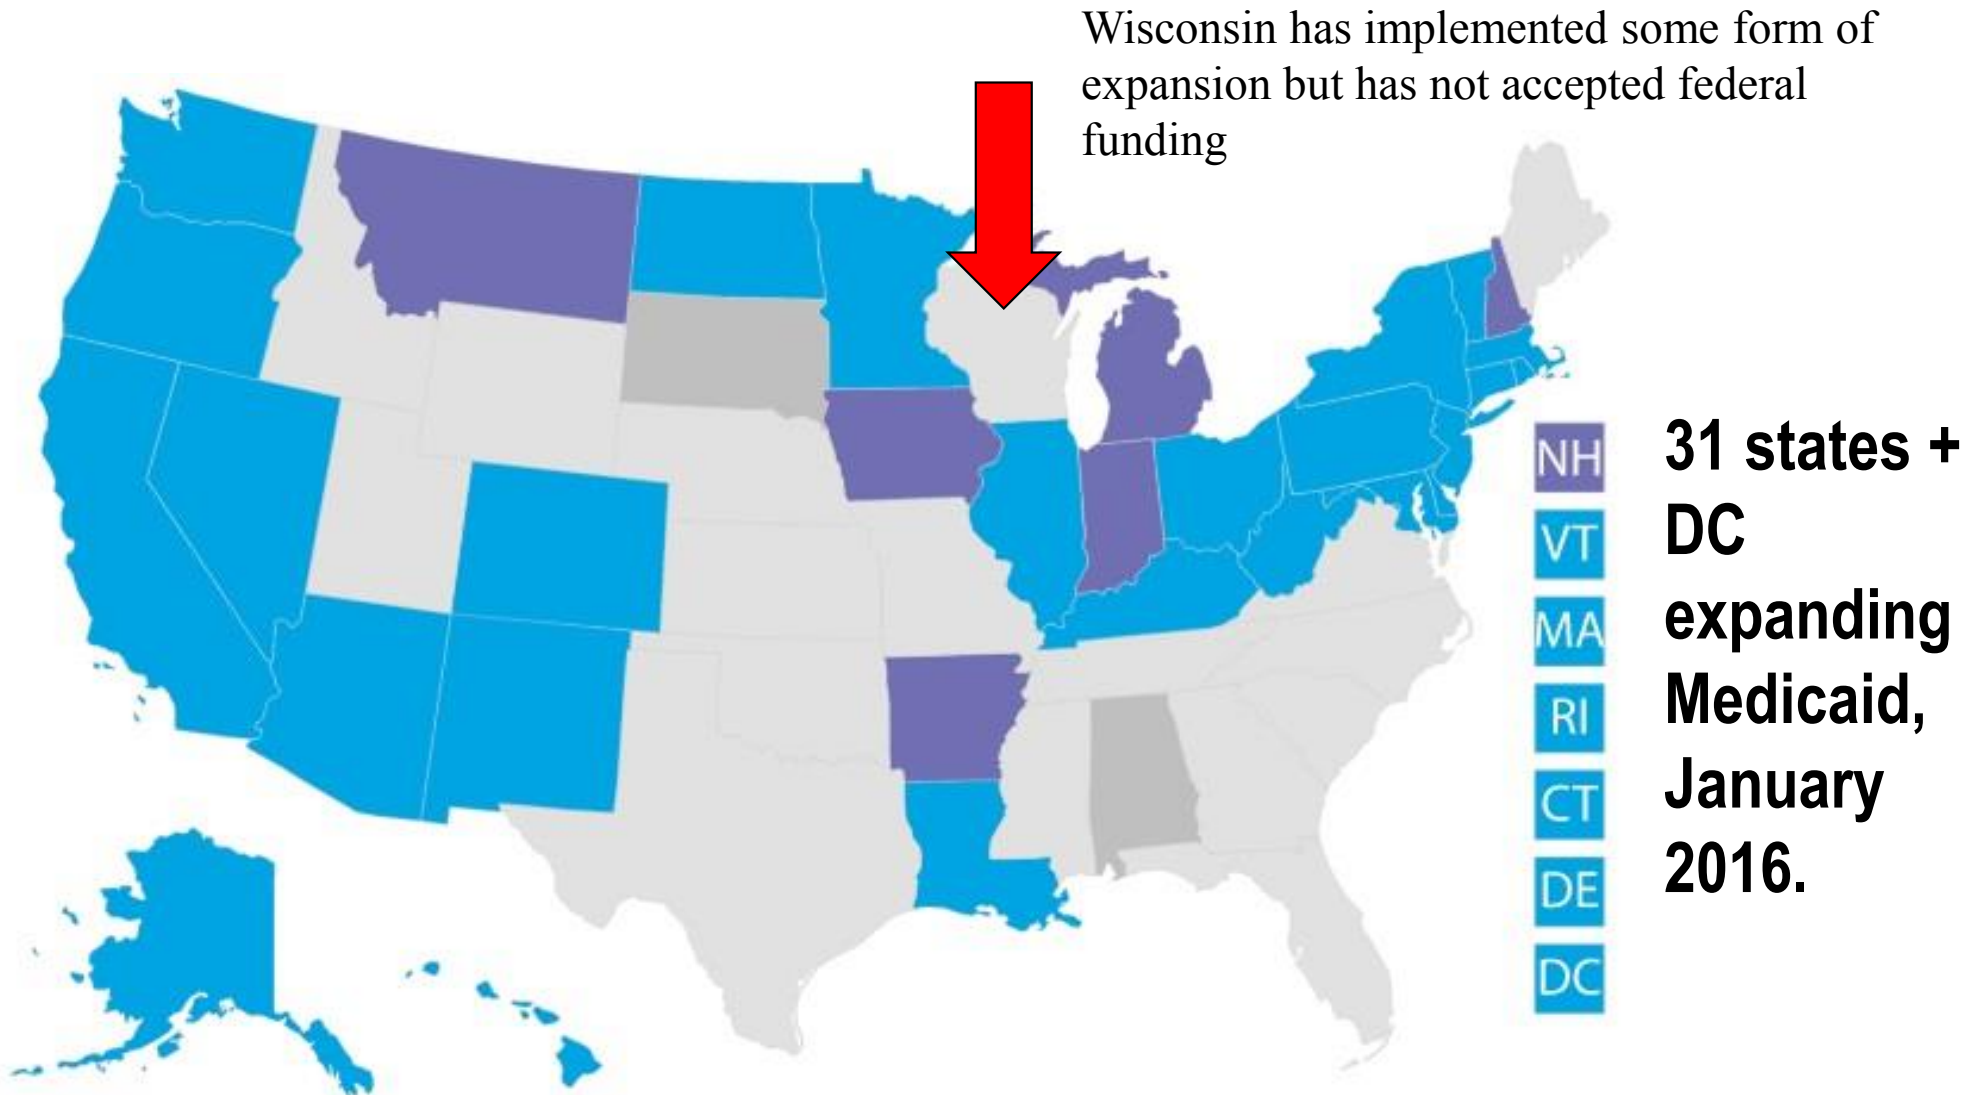 Wisconsin has implemented some form of
expansion but has not accepted federal
funding
NH
VT
MA
RI
CT
DE
DC
31 states +
DC
expanding
Medicaid,
January
2016.